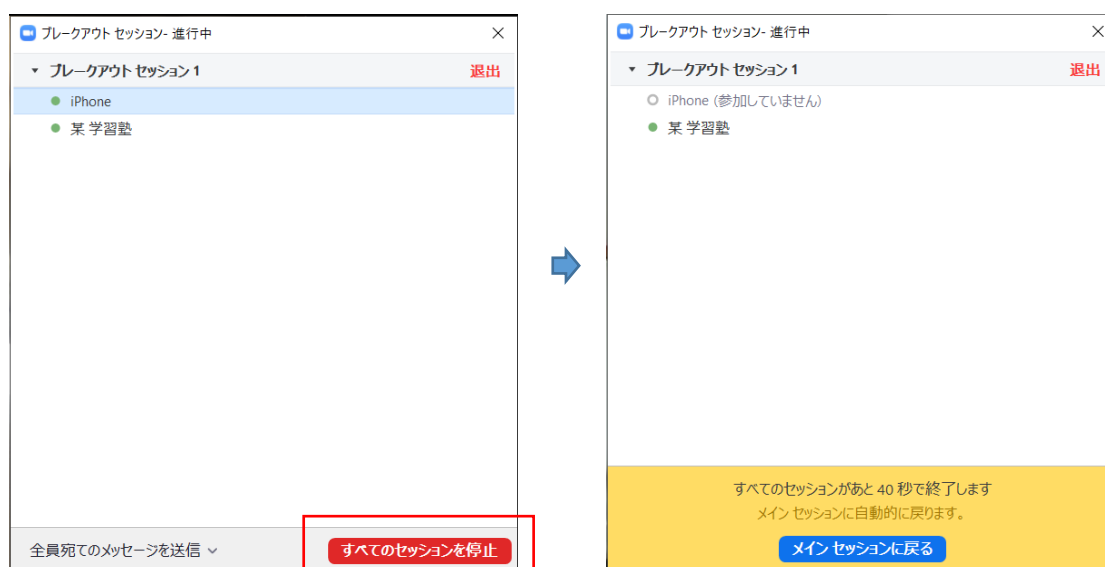 ブレークアウト セッション- 進行中
ブレークアウト セッション 1
退出
iPhone
某 学習塾
全員宛てのメッセージを送信
すべてのセッションを停止
ブレークアウト セッション- 進行中
ブレークアウト セッション 1
退出
iPhone (参加していません)
某 学習塾
すべてのセッションがあと 40 秒で終了します
メイン セッションに自動的に戻ります。
メイン セッションに戻る